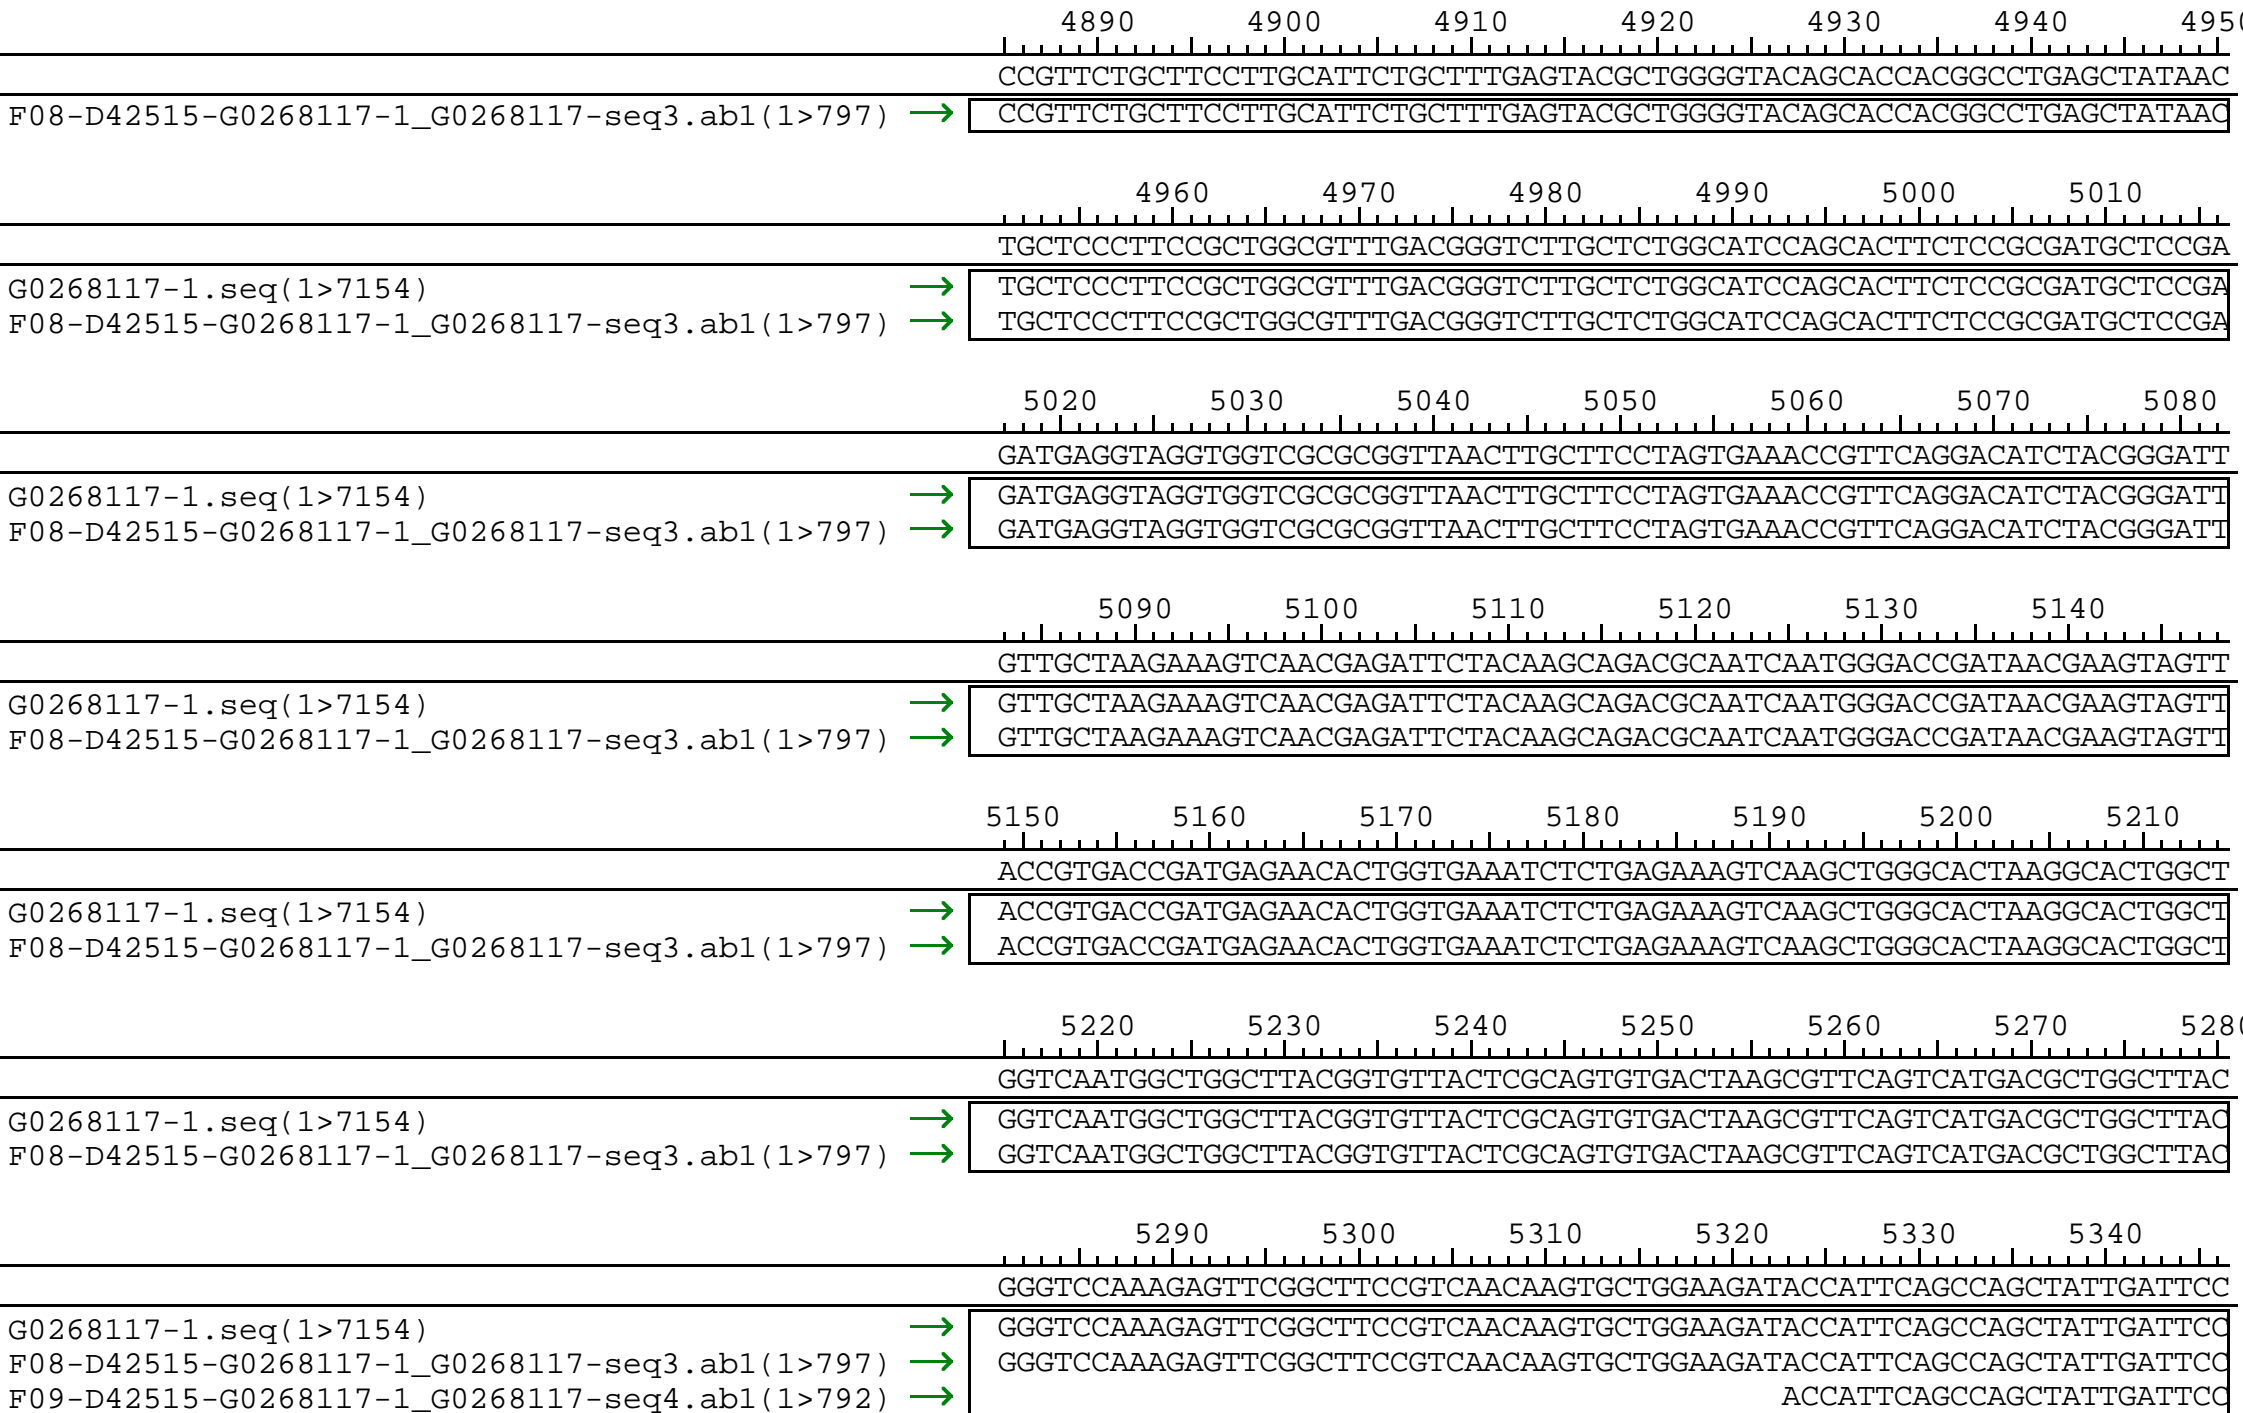 4890 4900 4910 4920 4930 4940 4950
CCGTTCTGCTTCCTTGCATTCTGCTTTGAGTACGCTGGGGTACAGCACCACGGCCTGAGCTATAAC
F08-D42515-G0268117-1_G0268117-seq3.ab1(1>797) → CCGTTCTGCTTCCTTGCATTCTGCTTTGAGTACGCTGGGGTACAGCACCACGGCCTGAGCTATAAC
4960 4970 4980 4990 5000 5010
TGCTCCCTTCCGCTGGCGTTTGACGGGTCTTGCTCTGGCATCCAGCACTTCTCCGCGATGCTCCGA
G0268117-1.seq(1>7154) → TGCTCCCTTCCGCTGGCGTTTGACGGGTCTTGCTCTGGCATCCAGCACTTCTCCGCGATGCTCCGA
F08-D42515-G0268117-1_G0268117-seq3.ab1(1>797) → TGCTCCCTTCCGCTGGCGTTTGACGGGTCTTGCTCTGGCATCCAGCACTTCTCCGCGATGCTCCGA
5020 5030 5040 5050 5060 5070 5080
GATGAGGTAGGTGGTCGCGCGGTTAACTTGCTTCCTAGTGAAACCGTTCAGGACATCTACGGGATT
G0268117-1.seq(1>7154) → GATGAGGTAGGTGGTCGCGCGGTTAACTTGCTTCCTAGTGAAACCGTTCAGGACATCTACGGGATT
F08-D42515-G0268117-1_G0268117-seq3.ab1(1>797) → GATGAGGTAGGTGGTCGCGCGGTTAACTTGCTTCCTAGTGAAACCGTTCAGGACATCTACGGGATT
5090 5100 5110 5120 5130 5140
GTTGCTAAGAAAGTCAACGAGATTCTACAAGCAGACGCAATCAATGGGACCGATAACGAAGTAGTT
G0268117-1.seq(1>7154) → GTTGCTAAGAAAGTCAACGAGATTCTACAAGCAGACGCAATCAATGGGACCGATAACGAAGTAGTT
F08-D42515-G0268117-1_G0268117-seq3.ab1(1>797) → GTTGCTAAGAAAGTCAACGAGATTCTACAAGCAGACGCAATCAATGGGACCGATAACGAAGTAGTT
5150 5160 5170 5180 5190 5200 5210
ACCGTGACCGATGAGAACACTGGTGAAATCTCTGAGAAAGTCAAGCTGGGCACTAAGGCACTGGCT
G0268117-1.seq(1>7154) → ACCGTGACCGATGAGAACACTGGTGAAATCTCTGAGAAAGTCAAGCTGGGCACTAAGGCACTGGCT
F08-D42515-G0268117-1_G0268117-seq3.ab1(1>797) → ACCGTGACCGATGAGAACACTGGTGAAATCTCTGAGAAAGTCAAGCTGGGCACTAAGGCACTGGCT
5220 5230 5240 5250 5260 5270 5280
GGTCAATGGCTGGCTTACGGTGTTACTCGCAGTGTGACTAAGCGTTCAGTCATGACGCTGGCTTAC
G0268117-1.seq(1>7154) → GGTCAATGGCTGGCTTACGGTGTTACTCGCAGTGTGACTAAGCGTTCAGTCATGACGCTGGCTTAC
F08-D42515-G0268117-1_G0268117-seq3.ab1(1>797) → GGTCAATGGCTGGCTTACGGTGTTACTCGCAGTGTGACTAAGCGTTCAGTCATGACGCTGGCTTAC
5290 5300 5310 5320 5330 5340
GGGTCCAAAGAGTTCGGCTTCCGTCAACAAGTGCTGGAAGATACCATTCAGCCAGCTATTGATTCC
G0268117-1.seq(1>7154) → GGGTCCAAAGAGTTCGGCTTCCGTCAACAAGTGCTGGAAGATACCATTCAGCCAGCTATTGATTCC
F08-D42515-G0268117-1_G0268117-seq3.ab1(1>797) → GGGTCCAAAGAGTTCGGCTTCCGTCAACAAGTGCTGGAAGATACCATTCAGCCAGCTATTGATTCC
F09-D42515-G0268117-1_G0268117-seq4.ab1(1>792) → ACCATTCAGCCAGCTATTGATTCC